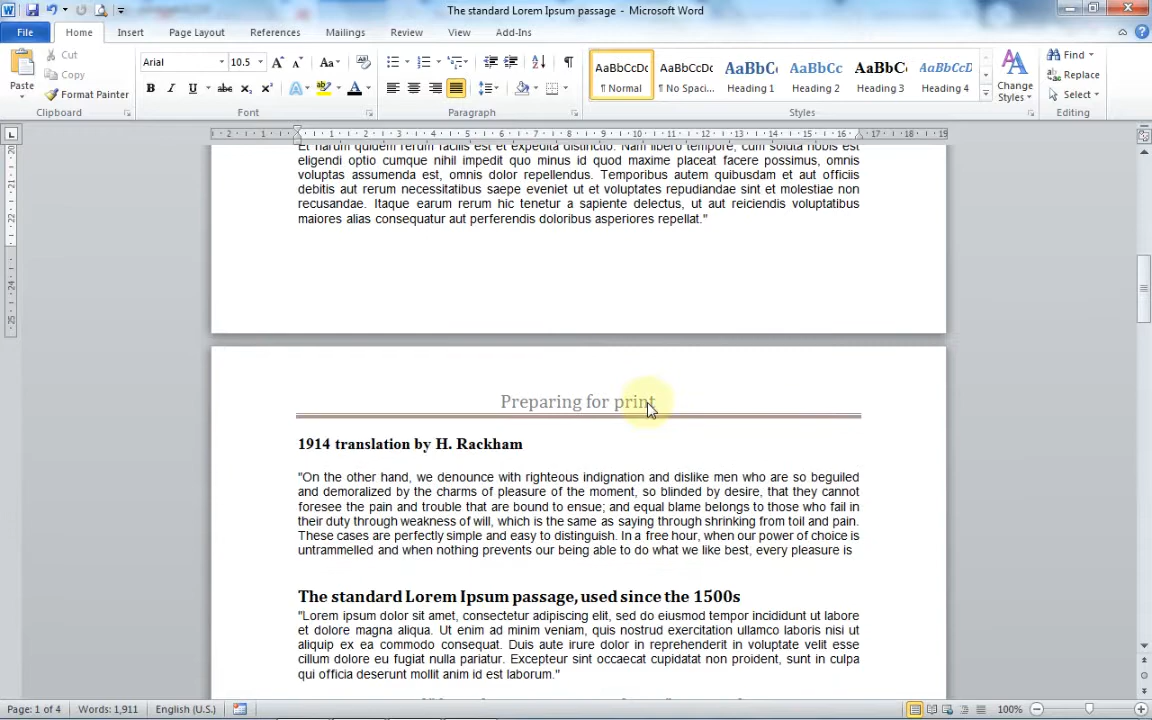 The standard Lorem Ipsum passage - Microsoft Word
File Home Insert Page Layout References Mailings Review View Add-Ins
Paste
Cut
Copy
Format Painter
Clipboard
Arial 10.5
Font
Paragraph
AaBbCcDc AaBbCcDc AaBbC AaBbCc AaBbC AaBbCcD
¶ Normal ¶ No Spaci... Heading 1 Heading 2 Heading 3 Heading 4
Change
Styles
Styles
Find
Replace
Select
Editing
Et harum quidem rerum facilis est et expedita distinctio. Nam libero tempore, cum soluta nobis est
eligendi optio cumque nihil impedit quo minus id quod maxime placeat facere possimus, omnis
voluptas assumenda est, omnis dolor repellendus. Temporibus autem quibusdam et aut officiis
debitis aut rerum necessitatibus saepe eveniet ut et voluptates repudiandae sint et molestiae non
recusandae. Itaque earum rerum hic tenetur a sapiente delectus, ut aut reiciendis voluptatibus
maiores alias consequatur aut perferendis doloribus asperiores repellat."
Preparing for print
1914 translation by H. Rackham
"On the other hand, we denounce with righteous indignation and dislike men who are so beguiled
and demoralized by the charms of pleasure of the moment, so blinded by desire, that they cannot
foresee the pain and trouble that are bound to ensue; and equal blame belongs to those who fail in
their duty through weakness of will, which is the same as saying through shrinking from toil and pain.
These cases are perfectly simple and easy to distinguish. In a free hour, when our power of choice is
untrammelled and when nothing prevents our being able to do what we like best, every pleasure is
The standard Lorem Ipsum passage, used since the 1500s
"Lorem ipsum dolor sit amet, consectetur adipiscing elit, sed do eiusmod tempor incididunt ut labore
et dolore magna aliqua. Ut enim ad minim veniam, quis nostrud exercitation ullamco laboris nisi ut
aliquip ex ea commodo consequat. Duis aute irure dolor in reprehenderit in voluptate velit esse
cillum dolore eu fugiat nulla pariatur. Excepteur sint occaecat cupidatat non proident, sunt in culpa
qui officia deserunt mollit anim id est laborum."
Page: 1 of 4 Words: 1,911 English (U.S.) 100%